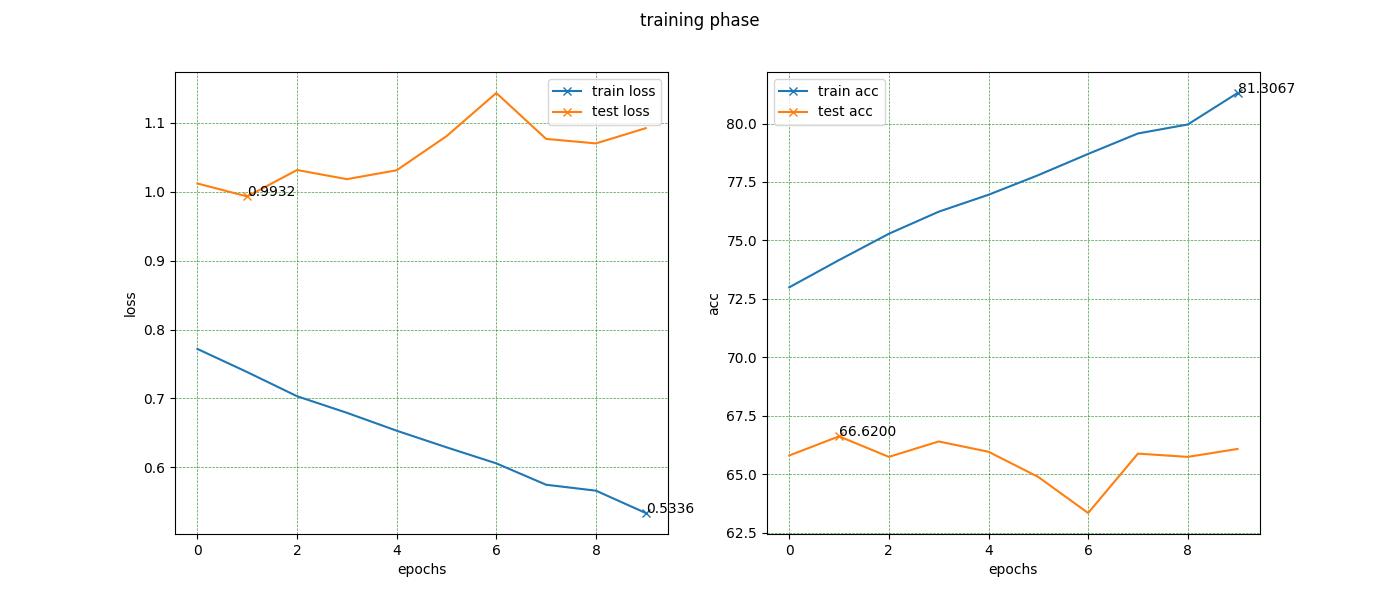 training phase
train loss
test loss
1.1
1.0
0.9
0.8
0.7
0.6
0.9932
0.5336
loss
0 2 4 6 8
epochs
train acc
test acc
80.0
77.5
75.0
72.5
70.0
67.5
65.0
62.5
81.3067
66.6200
acc
0 2 4 6 8
epochs